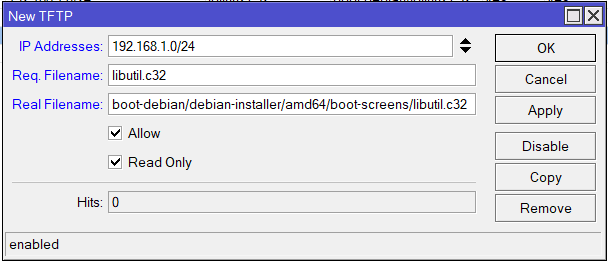 New TFTP
IP Addresses: 192.168.1.0/24
OK
Req. Filename: libutil.c32
Cancel
Real Filename: boot-debian/debian-installer/amd64/boot-screens/libutil.c32
Apply
Allow
Disable
Read Only
Copy
Hits: 0
Remove
enabled